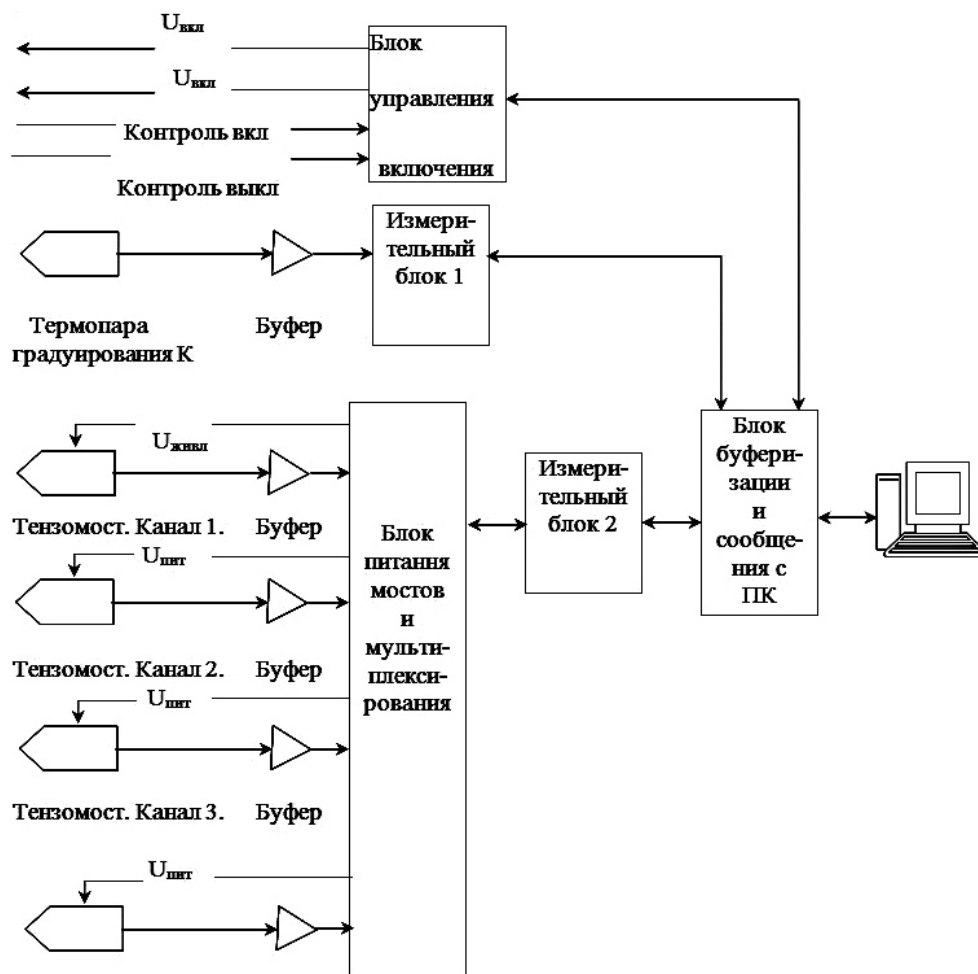 Uвкл
Uвкл
Контроль вкл
Контроль выкл
Блок
управления
включения
Измери-
тельный
блок 1
Термопара
градуирования К
Буфер
Uживл
Тензомост. Канал 1.
Буфер
Uпит
Тензомост. Канал 2.
Буфер
Uпит
Тензомост. Канал 3.
Буфер
Uпит
Блок
питання
мостов
и
мульти-
плекси-
рования
Измери-
тельный
блок 2
Блок
буфери-
зации
и
сообще-
ния с
ПК